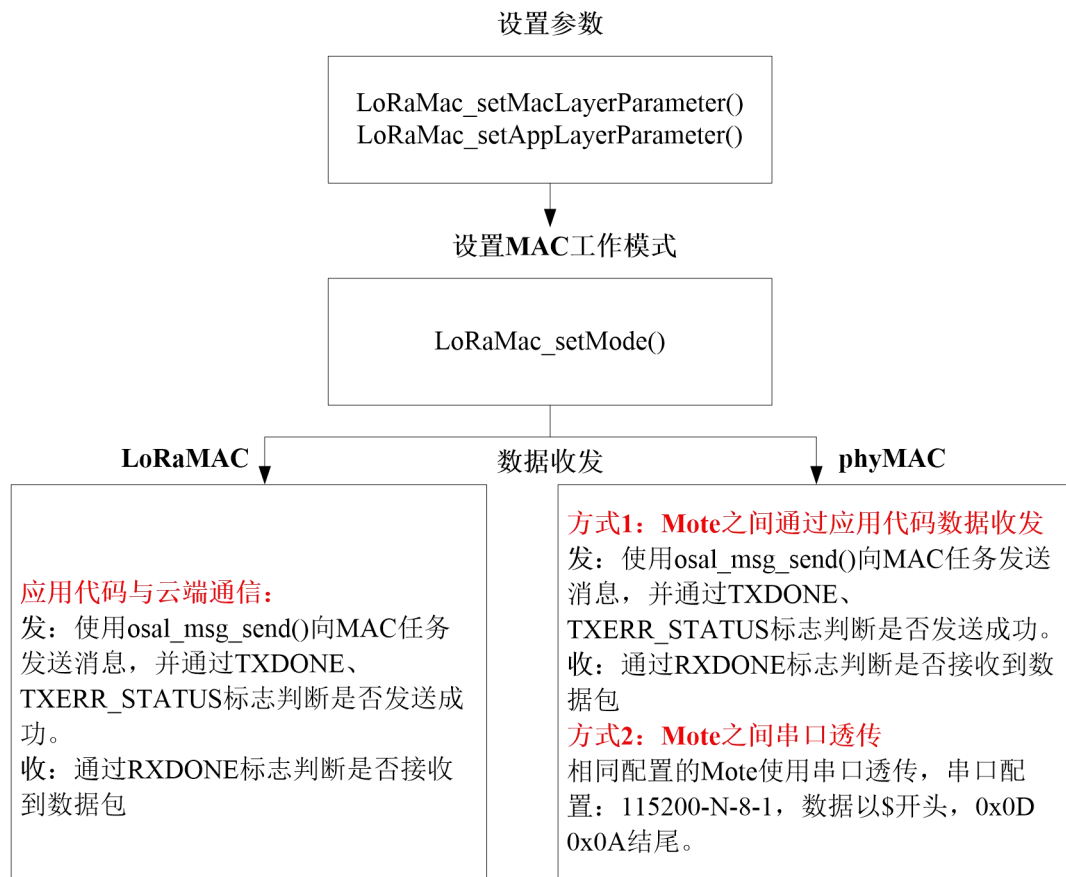 设置参数
LoRaMac_setMacLayerParameter()
LoRaMac_setAppLayerParameter()
设置MAC工作模式
LoRaMac_setMode()
LoRaMAC
数据收发
phyMAC
应用代码与云端通信：
发：使用osal_msg_send()向MAC任务
发送消息，并通过TXDONE、
TXERR_STATUS标志判断是否发送成
功。
收：通过RXDONE标志判断是否接收
到数据包
方式1：Mote之间通过应用代码数据收发
发：使用osal_msg_send()向MAC任务发送
消息，并通过TXDONE、
TXERR_STATUS标志判断是否发送成功。
收：通过RXDONE标志判断是否接收到数
据包
方式2：Mote之间串口透传
相同配置的Mote使用串口透传，串口配
置：115200-N-8-1，数据以$开头，0x0D
0x0A结尾。